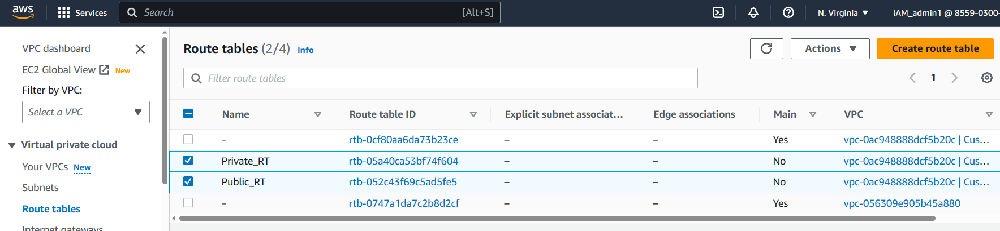 aws
Services
Search
[Alt+S]
N. Virginia
IAM_admin1 @ 8559-0300-
VPC dashboard
EC2 Global View New
Filter by VPC:
Select a VPC
Virtual private cloud
Your VPCs New
Subnets
Route tables
Internet gateways
Route tables (2/4) Info
Actions
Create route table
Filter route tables
1
Name Route table ID Explicit subnet associat... Edge associations Main VPC
– rtb-0cf80aa6da73b23ce – – Yes vpc-0ac948888dcf5b20c | Cus...
Private_RT rtb-05a40ca53bf74f604 – – No vpc-0ac948888dcf5b20c | Cus...
Public_RT rtb-052c43f69c5ad5fe5 – – No vpc-0ac948888dcf5b20c | Cus...
– rtb-0747a1da7c2b8d2cf – – Yes vpc-056309e905b45a880